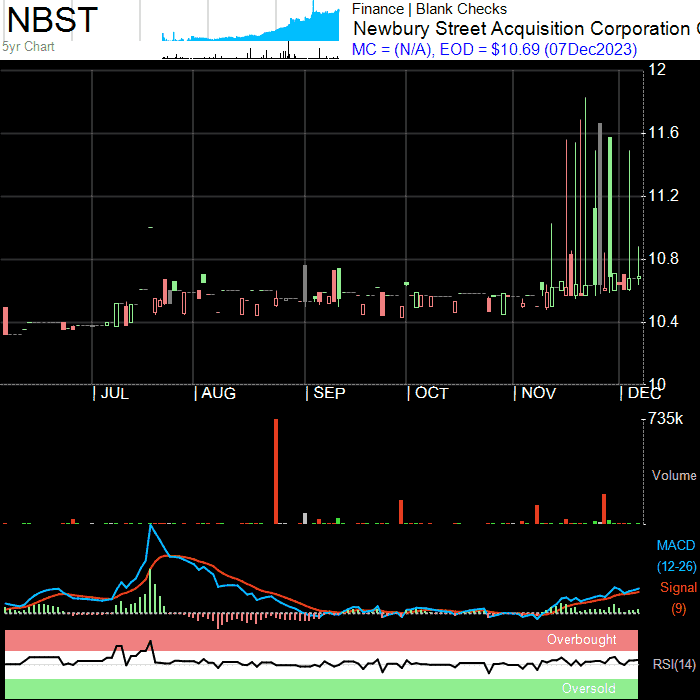 NBST
5yr Chart
Finance | Blank Checks
Newbury Street Acquisition Corporation
MC = (N/A), EOD = $10.69 (07Dec2023)
12
11.6
11.2
10.8
10.4
10
JUL AUG SEP OCT NOV DEC
735k
Volume
MACD
(12-26)
Signal
(9)
Overbought
RSI(14)
Oversold